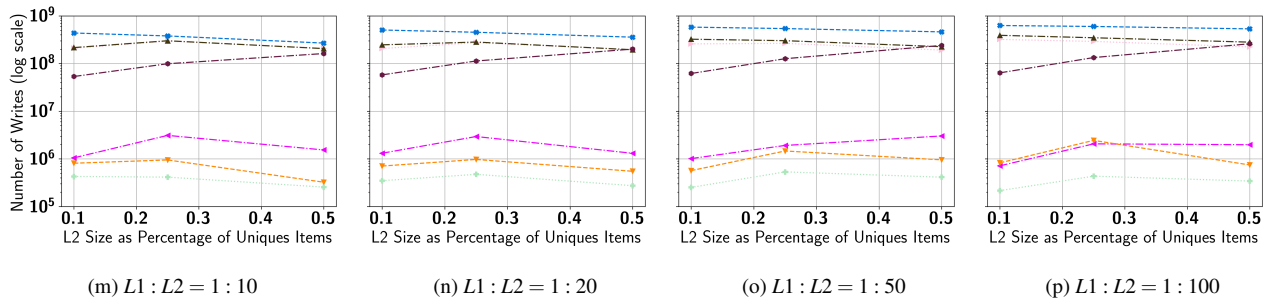 Number of Writes (log scale)
10^9
10^8
10^7
10^6
10^5
0.1 0.2 0.3 0.4 0.5
L2 Size as Percentage of Uniques Items
(m) L1 : L2 = 1 : 10
0.1 0.2 0.3 0.4 0.5
L2 Size as Percentage of Uniques Items
(n) L1 : L2 = 1 : 20
0.1 0.2 0.3 0.4 0.5
L2 Size as Percentage of Uniques Items
(o) L1 : L2 = 1 : 50
0.1 0.2 0.3 0.4 0.5
L2 Size as Percentage of Uniques Items
(p) L1 : L2 = 1 : 100